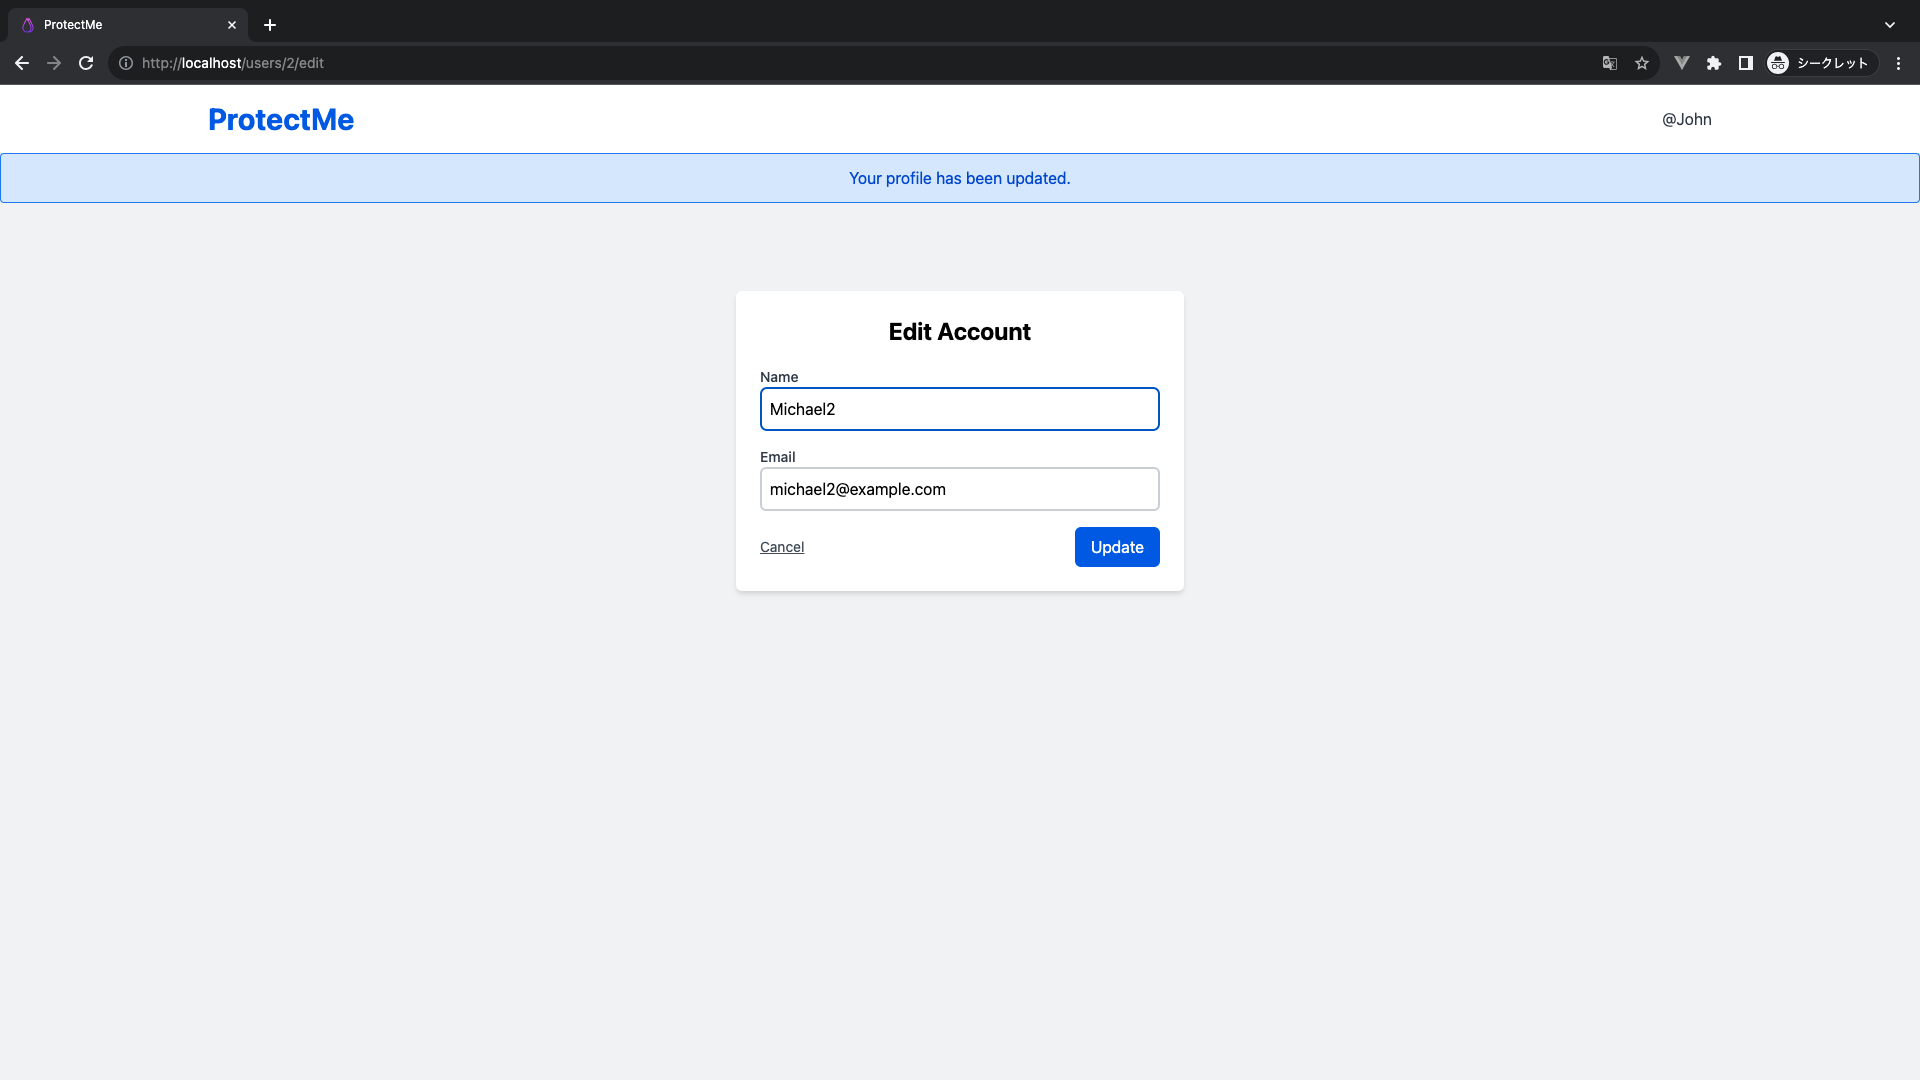 ProtectMe
http://localhost/users/2/edit
シークレット
ProtectMe
@John
Your profile has been updated.
Edit Account
Name
Michael2
Email
michael2@example.com
Cancel
Update